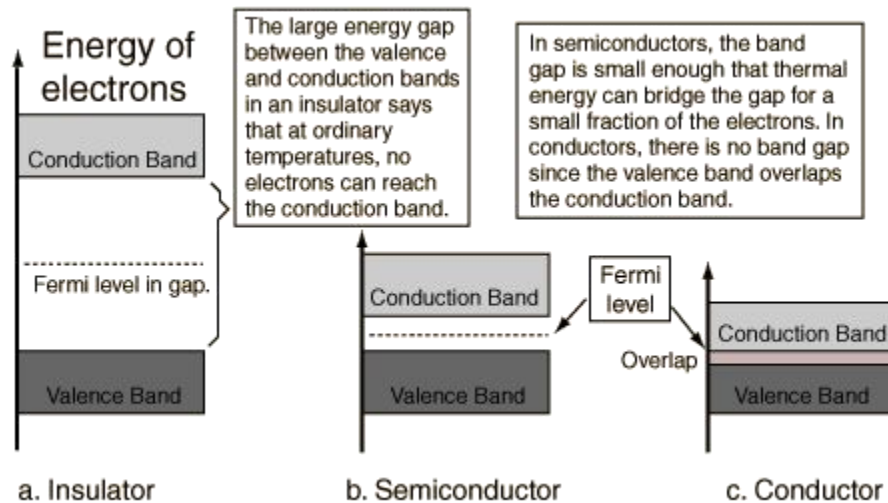 Energy of
electrons
Conduction Band
Fermi level in gap.
Valence Band
a. Insulator
The large energy gap
between the valence
and conduction bands
in an insulator says
that at ordinary
temperatures, no
electrons can reach
the conduction band.
Conduction Band
Valence Band
b. Semiconductor
In semiconductors, the band
gap is small enough that thermal
energy can bridge the gap for a
small fraction of the electrons. In
conductors, there is no band gap
since the valence band overlaps
the conduction band.
Fermi
level
Conduction Band
Overlap
Valence Band
c. Conductor